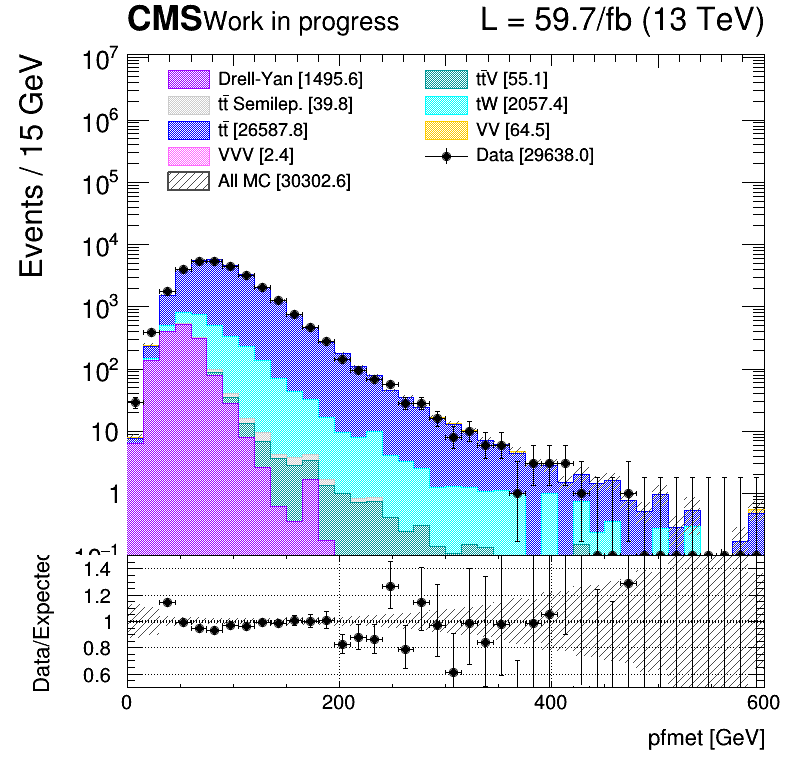 CMS Work in progress L = 59.7/fb (13 TeV)
Events / 15 GeV
10⁷
10⁶
10⁵
10⁴
10³
10²
10
1
10⁻¹
Drell-Yan [1495.6]
tt̄ Semilep. [39.8]
tt̄ [26587.8]
VVV [2.4]
All MC [30302.6]
tt̄V [55.1]
tW [2057.4]
VV [64.5]
Data [29638.0]
Data/Expected
1.4
1.2
1
0.8
0.6
0 200 400 600
pfmet [GeV]